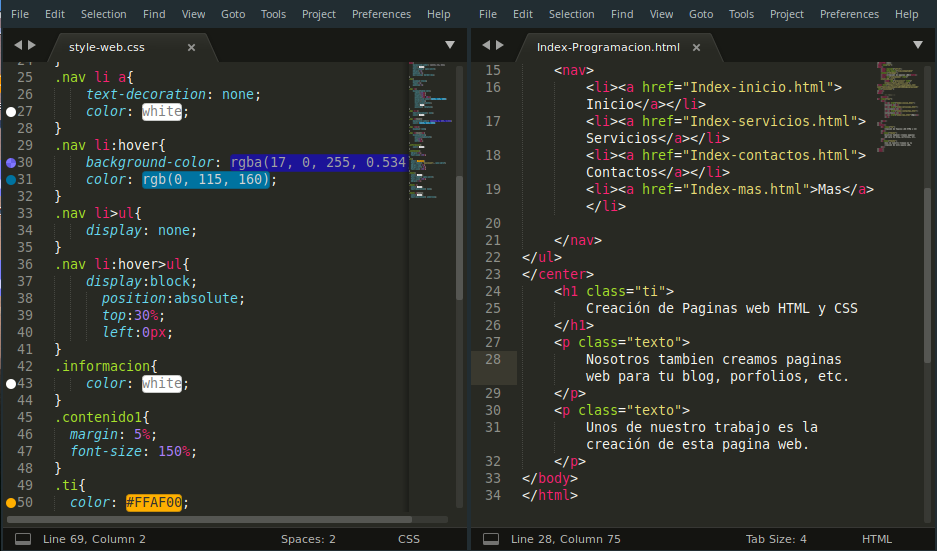 File Edit Selection Find View Goto Tools Project Preferences Help
style-web.css ×
25 .nav li a{
26 text-decoration: none;
27 color: white;
28 }
29 .nav li:hover{
30 background-color: rgba(17, 0, 255, 0.534
31 color: rgb(0, 115, 160);
32 }
33 .nav li>ul{
34 display: none;
35 }
36 .nav li:hover>ul{
37 display:block;
38 position:absolute;
39 top:30%;
40 left:0px;
41 }
42 .informacion{
43 color: white;
44 }
45 .contenido1{
46 margin: 5%;
47 font-size: 150%;
48 }
49 .ti{
50 color: #FFAF00;
Line 69, Column 2 Spaces: 2 CSS
File Edit Selection Find View Goto Tools Project Preferences Help
Index-Programacion.html ×
15 <nav>
16 <li><a href="Index-inicio.html">
Inicio</a></li>
17 <li><a href="Index-servicios.html">
Servicios</a></li>
18 <li><a href="Index-contactos.html">
Contactos</a></li>
19 <li><a href="Index-mas.html">Mas</a>
</li>
20
21 </nav>
22 </ul>
23 </center>
24 <h1 class="ti">
25 Creación de Paginas web HTML y CSS
26 </h1>
27 <p class="texto">
28 Nosotros tambien creamos paginas
web para tu blog, porfolios, etc.
29 </p>
30 <p class="texto">
31 Unos de nuestro trabajo es la
creación de esta pagina web.
32 </p>
33 </body>
34 </html>
Line 28, Column 75 Tab Size: 4 HTML